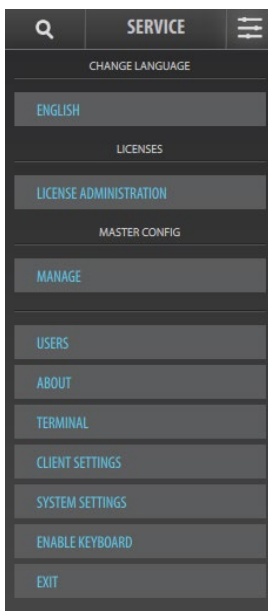 SERVICE
CHANGE LANGUAGE
ENGLISH
LICENSES
LICENSE ADMINISTRATION
MASTER CONFIG
MANAGE
USERS
ABOUT
TERMINAL
CLIENT SETTINGS
SYSTEM SETTINGS
ENABLE KEYBOARD
EXIT